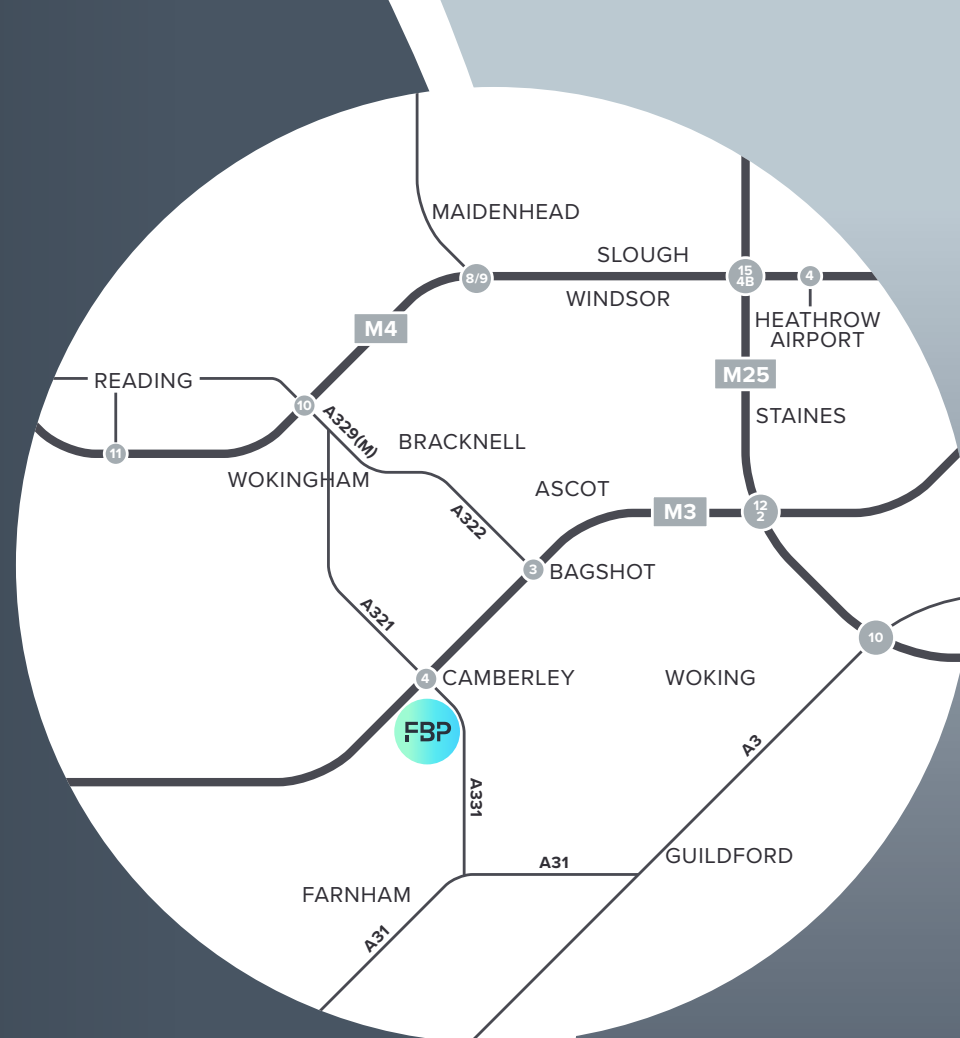 MAIDENHEAD
SLOUGH
8/9
15
4B
4
WINDSOR
HEATHROW
AIRPORT
M4
M25
READING
10
A329(M)
STAINES
BRACKNELL
11
WOKINGHAM
ASCOT
A322
M3
12
2
3
BAGSHOT
A321
10
4
CAMBERLEY
WOKING
FBP
A3
A331
A31
GUILDFORD
FARNHAM
A31